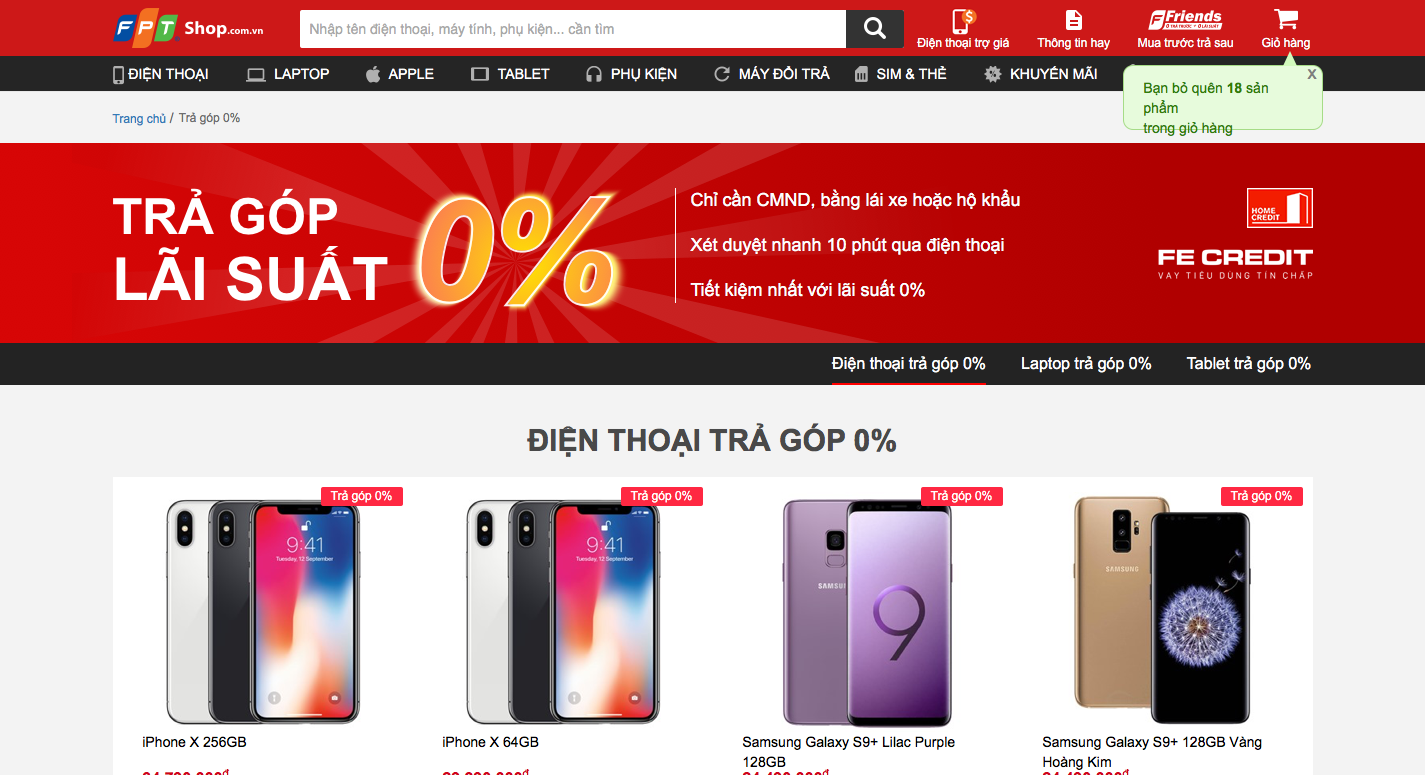 FPT Shop.com.vn
Nhập tên điện thoại, máy tính, phụ kiện... cần tìm
Điện thoại trợ giá
Thông tin hay
F.Friends
Mua trước trả sau
Giỏ hàng
ĐIỆN THOẠI
LAPTOP
APPLE
TABLET
PHỤ KIỆN
MÁY ĐỔI TRẢ
SIM & THẺ
KHUYẾN MÃI
X
Bạn bỏ quên 18 sản
phẩm
trong giỏ hàng
Trang chủ / Trả góp 0%
TRẢ GÓP
LÃI SUẤT
0%
Chỉ cần CMND, bằng lái xe hoặc hộ khẩu
Xét duyệt nhanh 10 phút qua điện thoại
Tiết kiệm nhất với lãi suất 0%
HOME
CREDIT
FE CREDIT
VAY TIÊU DÙNG TÍN CHẤP
Điện thoại trả góp 0%
Laptop trả góp 0%
Tablet trả góp 0%
ĐIỆN THOẠI TRẢ GÓP 0%
Trả góp 0%
9:41
Tuesday, 12 September
iPhone X 256GB
Trả góp 0%
9:41
Tuesday, 12 September
iPhone X 64GB
Trả góp 0%
9
Samsung Galaxy S9+ Lilac Purple
128GB
Trả góp 0%
SAMSUNG
Samsung Galaxy S9+ 128GB Vàng
Hoàng Kim